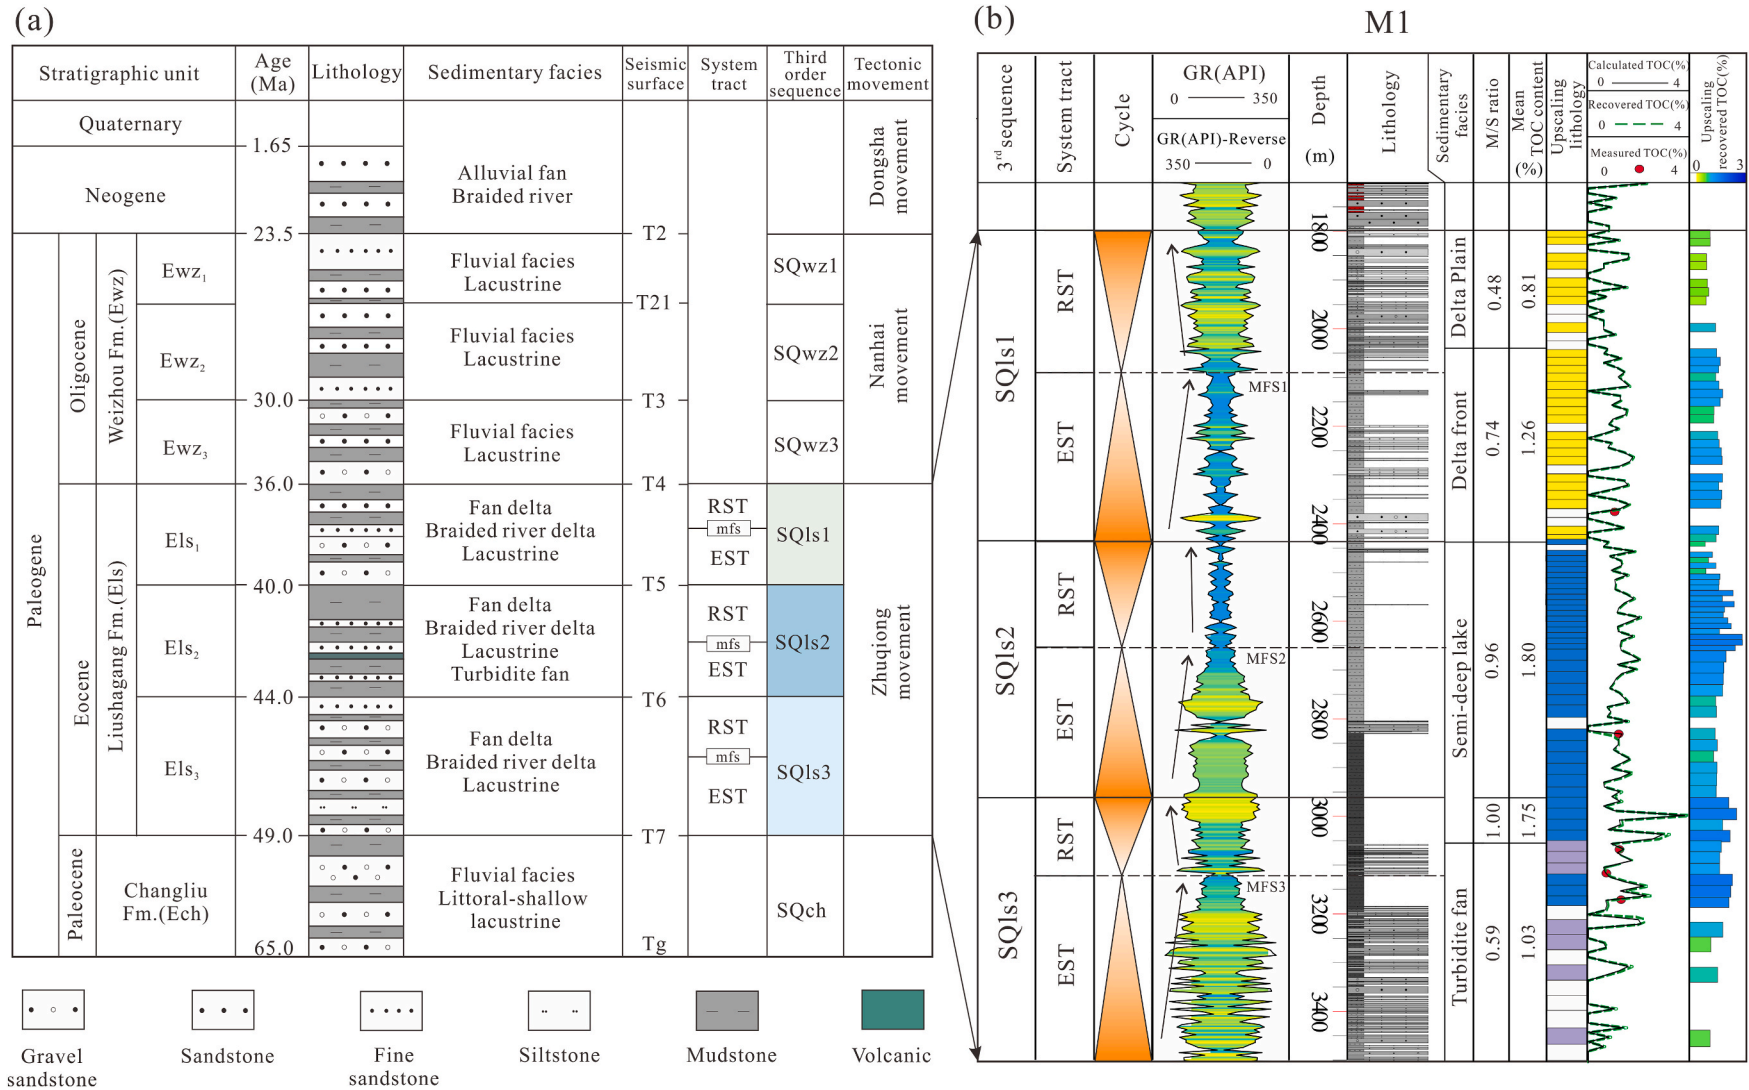 (a)
Stratigraphic unit
Age
(Ma)
Lithology
Sedimentary facies
Seismic
surface
System
tract
Third
order
sequence
Tectonic
movement
Quaternary
1.65
Neogene
Alluvial fan
Braided river
Dongsha
movement
23.5
T2
Paleogene
Oligocene
Weizhou Fm.(Ewz)
Ewz1
Fluvial facies
Lacustrine
SQwz1
T21
Ewz2
Fluvial facies
Lacustrine
SQwz2
Nanhai
movement
30.0
T3
Ewz3
Fluvial facies
Lacustrine
SQwz3
36.0
T4
Eocene
Liushagang Fm.(Els)
Els1
Fan delta
Braided river delta
Lacustrine
RST
mfs
EST
SQls1
40.0
T5
Els2
Fan delta
Braided river delta
Lacustrine
Turbidite fan
RST
mfs
EST
SQls2
Zhuqiong
movement
44.0
T6
Els3
Fan delta
Braided river delta
Lacustrine
RST
mfs
EST
SQls3
49.0
T7
Paleocene
Changliu
Fm.(Ech)
Fluvial facies
Littoral-shallow
lacustrine
SQch
65.0
Tg
Gravel
sandstone
Sandstone
Fine
sandstone
Siltstone
Mudstone
Volcanic
(b)
M1
3rd sequence
System tract
Cycle
GR(API)
0 350
GR(API)-Reverse
350 0
Depth
(m)
Lithology
Sedimentary
facies
M/S ratio
Mean
TOC content
(%)
Upscaling
lithology
Calculated TOC(%)
0 4
Recovered TOC(%)
0 4
Measured TOC(%)
0 4
Upscaling
recovered TOC(%)
0 3
1800
2000
2200
2400
2600
2800
3000
3200
3400
SQls1
RST
EST
MFS1
SQls2
RST
EST
MFS2
SQls3
RST
EST
MFS3
Delta Plain
0.48
0.81
Delta front
0.74
1.26
Semi-deep lake
0.96
1.80
1.00
1.75
Turbidite fan
0.59
1.03